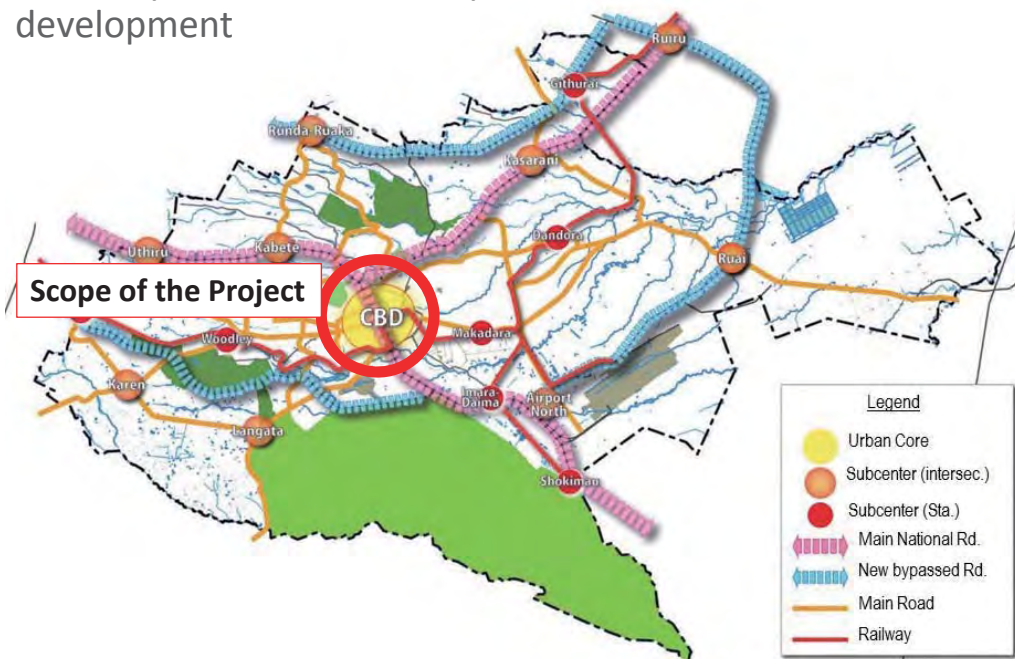 development
Ruiru
Githurai
Runda-Ruaka
Kasarani
Dandora
Uthiru
Kabete
Ruai
Scope of the Project
CBD
Makadara
Woodley
Karen
Imara-
Daima
Airport
North
Langata
Shokimau
Legend
Urban Core
Subcenter (intersec.)
Subcenter (Sta.)
Main National Rd.
New bypassed Rd.
Main Road
Railway